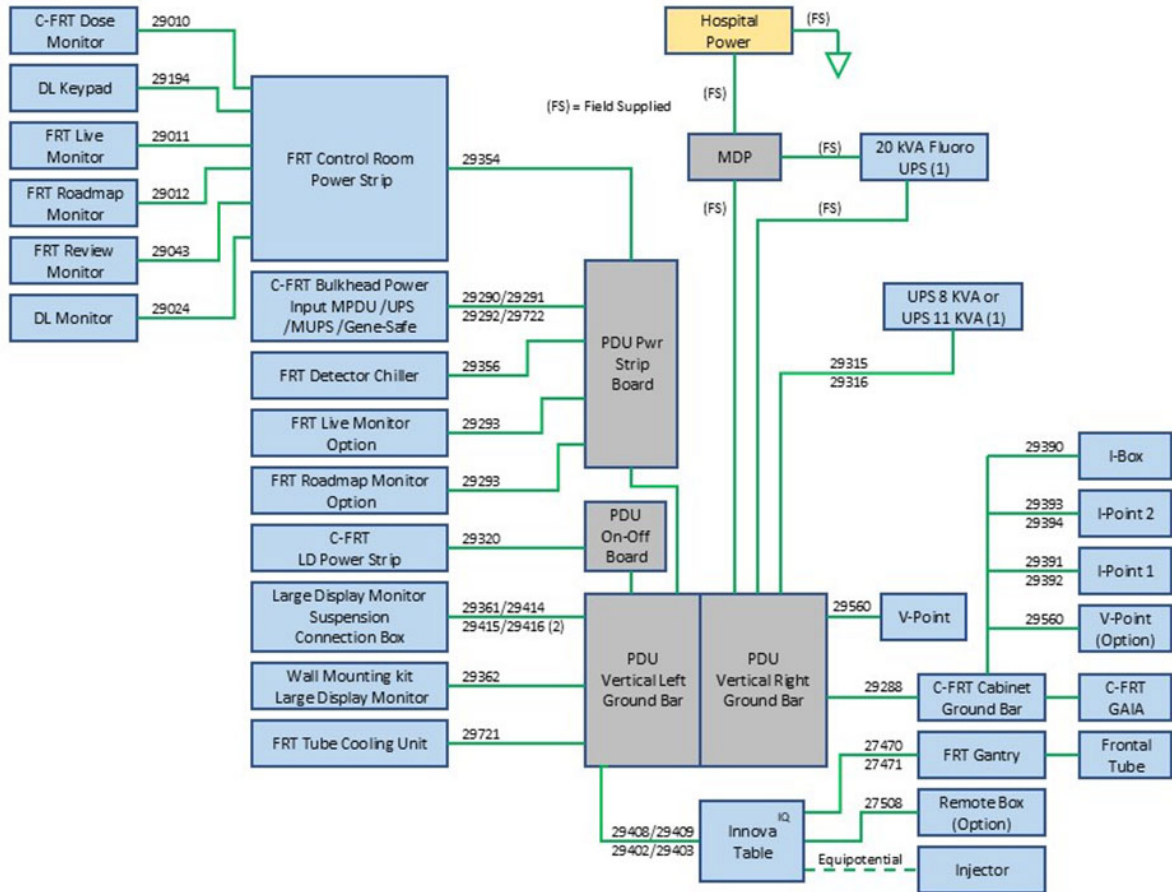 C-FRT Dose
Monitor
29010
DL Keypad
29194
FRT Live
Monitor
29011
FRT Roadmap
Monitor
29012
FRT Review
Monitor
29043
DL Monitor
29024
FRT Control Room
Power Strip
29354
C-FRT Bulkhead Power
Input MPDU /UPS
/MUPS /Gene-Safe
29290/29291
29292/29722
FRT Detector Chiller
29356
FRT Live Monitor
Option
29293
FRT Roadmap Monitor
Option
29293
C-FRT
LD Power Strip
29320
Large Display Monitor
Suspension
Connection Box
29361/29414
29415/29416 (2)
Wall Mounting kit
Large Display Monitor
29362
FRT Tube Cooling Unit
29721
(FS) = Field Supplied
Hospital
Power
(FS)
(FS)
MDP
(FS)
20 kVA Fluoro
UPS (1)
(FS)
(FS)
UPS 8 KVA or
UPS 11 KVA (1)
29315
29316
PDU Pwr
Strip
Board
PDU
On-Off
Board
PDU
Vertical Left
Ground Bar
PDU
Vertical Right
Ground Bar
29560
V-Point
29390
I-Box
29393
29394
I-Point 2
29391
29392
I-Point 1
29560
V-Point
(Option)
29288
C-FRT Cabinet
Ground Bar
C-FRT
GAIA
27470
27471
FRT Gantry
Frontal
Tube
27508
Remote Box
(Option)
29408/29409
29402/29403
IQ
Innova
Table
Equipotential
Injector